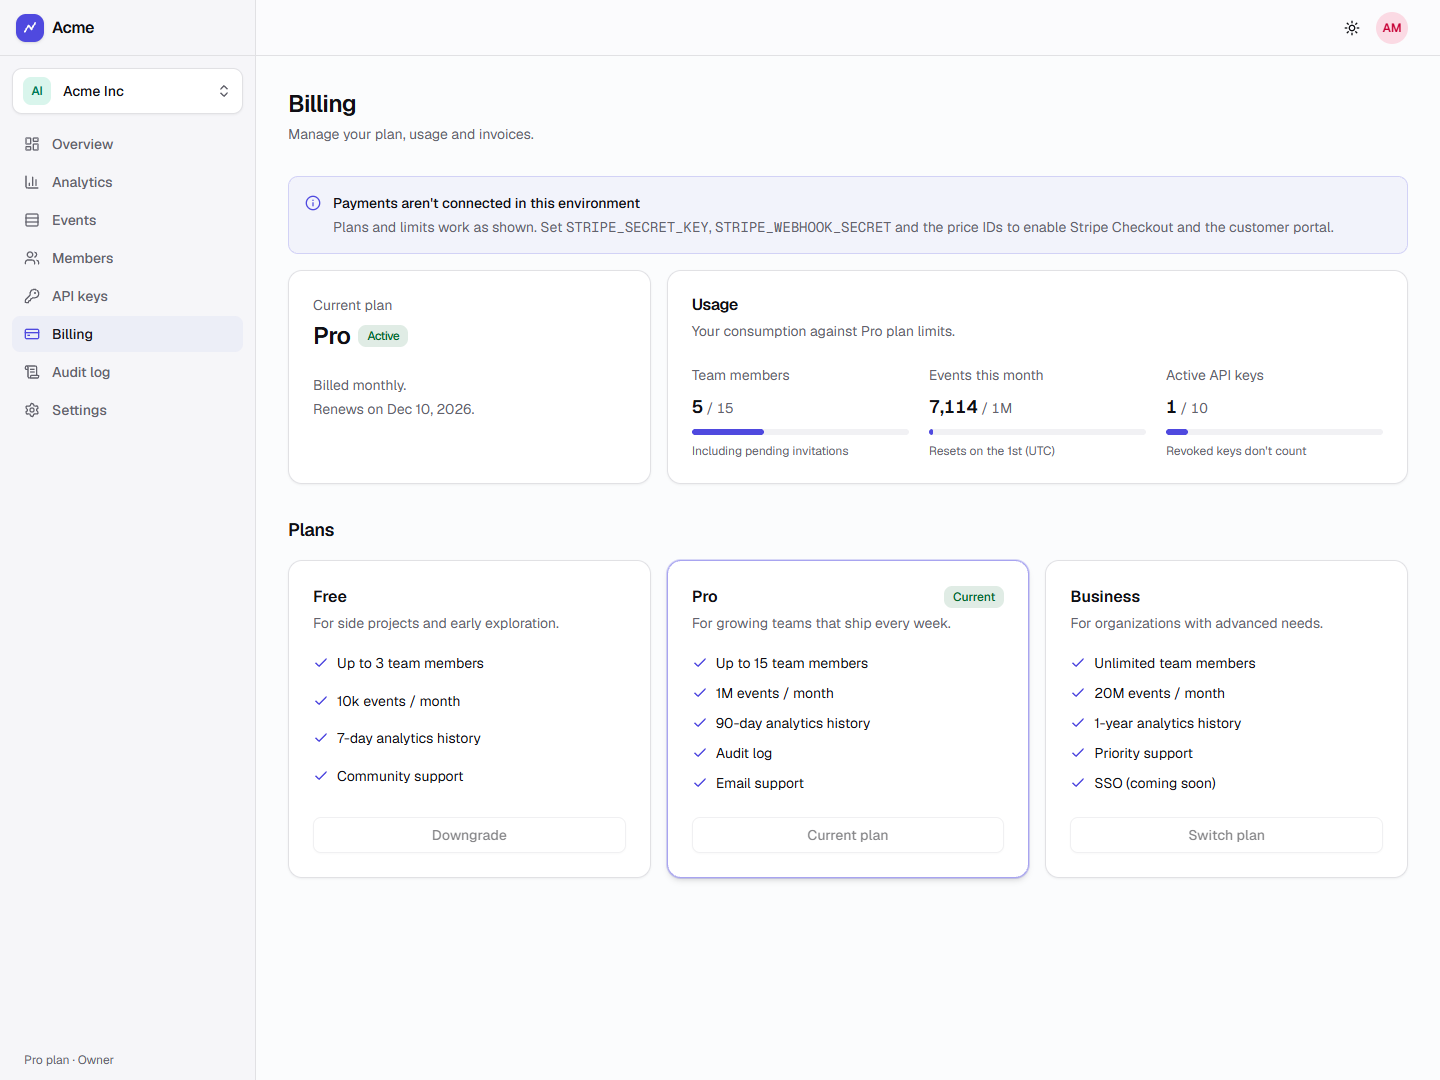 Acme
AM
AI
Acme Inc
Overview
Analytics
Events
Members
API keys
Billing
Audit log
Settings
Pro plan · Owner
Billing
Manage your plan, usage and invoices.
Payments aren't connected in this environment
Plans and limits work as shown. Set STRIPE_SECRET_KEY, STRIPE_WEBHOOK_SECRET and the price IDs to enable Stripe Checkout and the customer portal.
Current plan
Pro Active
Billed monthly.
Renews on Dec 10, 2026.
Usage
Your consumption against Pro plan limits.
Team members
5 / 15
Including pending invitations
Events this month
7,114 / 1M
Resets on the 1st (UTC)
Active API keys
1 / 10
Revoked keys don't count
Plans
Free
For side projects and early exploration.
Up to 3 team members
10k events / month
7-day analytics history
Community support
Downgrade
Pro Current
For growing teams that ship every week.
Up to 15 team members
1M events / month
90-day analytics history
Audit log
Email support
Current plan
Business
For organizations with advanced needs.
Unlimited team members
20M events / month
1-year analytics history
Priority support
SSO (coming soon)
Switch plan